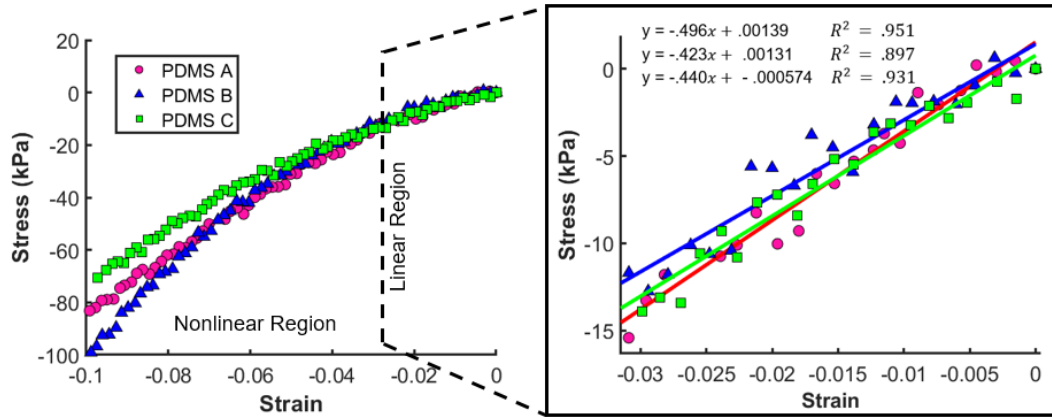 20
0
-20
-40
-60
-80
-100
Stress (kPa)
PDMS A
PDMS B
PDMS C
Nonlinear Region
Linear Region
-0.1
-0.08
-0.06
-0.04
-0.02
0
Strain
y = -.496x + .00139 R² = .951
y = -.423x + .00131 R² = .897
y = -.440x + - .000574 R² = .931
0
-5
-10
-15
Stress (kPa)
-0.03
-0.025
-0.02
-0.015
-0.01
-0.005
0
Strain